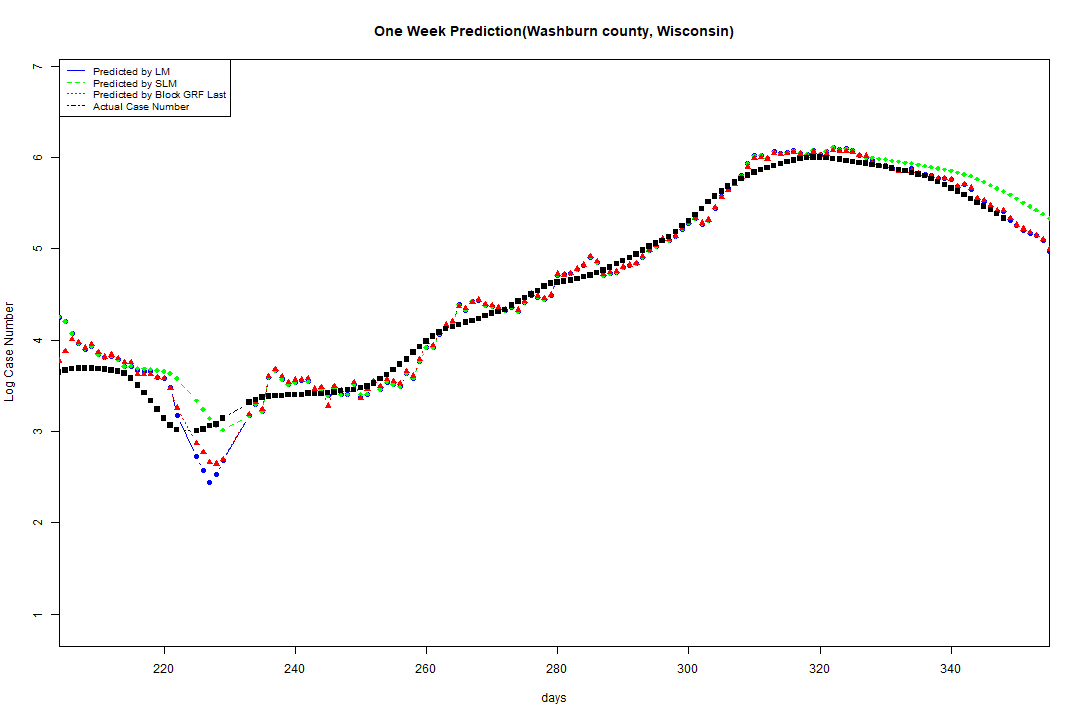 One Week Prediction(Washburn county, Wisconsin)
Predicted by LM
Predicted by SLM
Predicted by Block GRF Last
Actual Case Number
7
6
5
4
3
2
1
Log Case Number
220 240 260 280 300 320 340
days